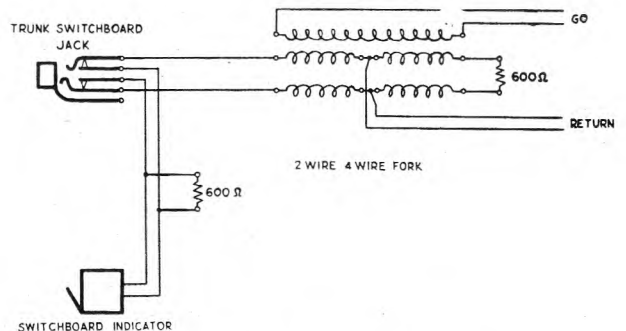 TRUNK SWITCHBOARD
JACK
GO
600Ω
RETURN
2 WIRE 4 WIRE FORK
600 Ω
SWITCHBOARD INDICATOR